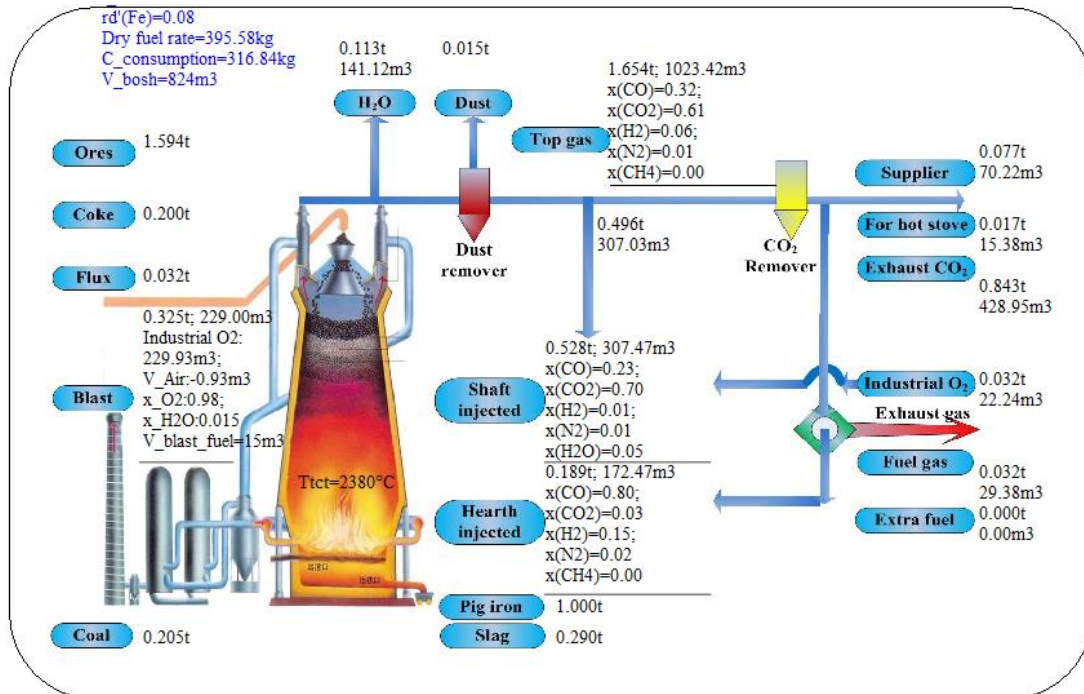 rd'(Fe)=0.08
Dry fuel rate=395.58kg
C_consumption=316.84kg
V_bosh=824m3
0.113t
141.12m3
H₂O
0.015t
Dust
Top gas
1.654t; 1023.42m3
x(CO)=0.32;
x(CO2)=0.61
x(H2)=0.06;
x(N2)=0.01
x(CH4)=0.00
Ores
1.594t
Coke
0.200t
Flux
0.032t
Dust
remover
0.496t
307.03m3
CO₂
Remover
Supplier
0.077t
70.22m3
For hot stove
0.017t
15.38m3
Exhaust CO₂
0.843t
428.95m3
Blast
0.325t; 229.00m3
Industrial O2:
229.93m3;
V_Air:-0.93m3
x_O2:0.98;
x_H2O:0.015
V_blast_fuel=15m3
Ttct=2380°C
Shaft
injected
0.528t; 307.47m3
x(CO)=0.23;
x(CO2)=0.70
x(H2)=0.01;
x(N2)=0.01
x(H2O)=0.05
Industrial O₂
0.032t
22.24m3
Exhaust gas
Hearth
injected
0.189t; 172.47m3
x(CO)=0.80;
x(CO2)=0.03
x(H2)=0.15;
x(N2)=0.02
x(CH4)=0.00
Fuel gas
0.032t
29.38m3
Extra fuel
0.000t
0.00m3
Pig iron
1.000t
Coal
0.205t
Slag
0.290t